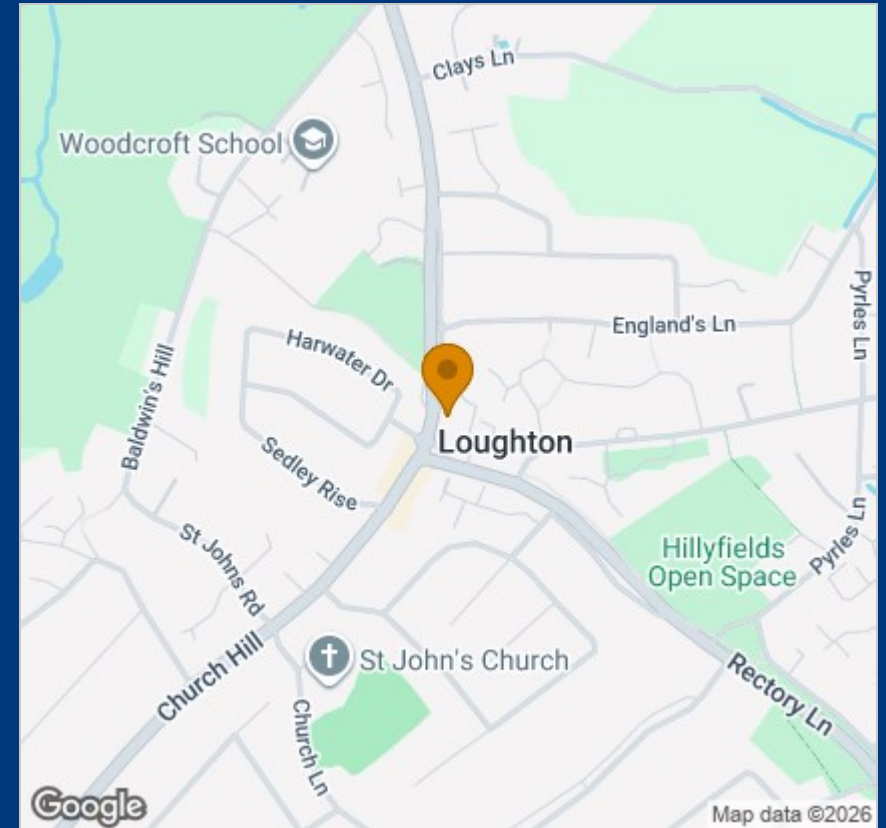 Clays Ln
Woodcroft School
Pyrles Ln
England's Ln
Harwater Dr
Baldwin's Hill
Loughton
Sedley Rise
Pyrles Ln
St Johns Rd
Hillyfields
Open Space
Church Hill
St John's Church
Rectory Ln
Church Ln
Google
Map data ©2026